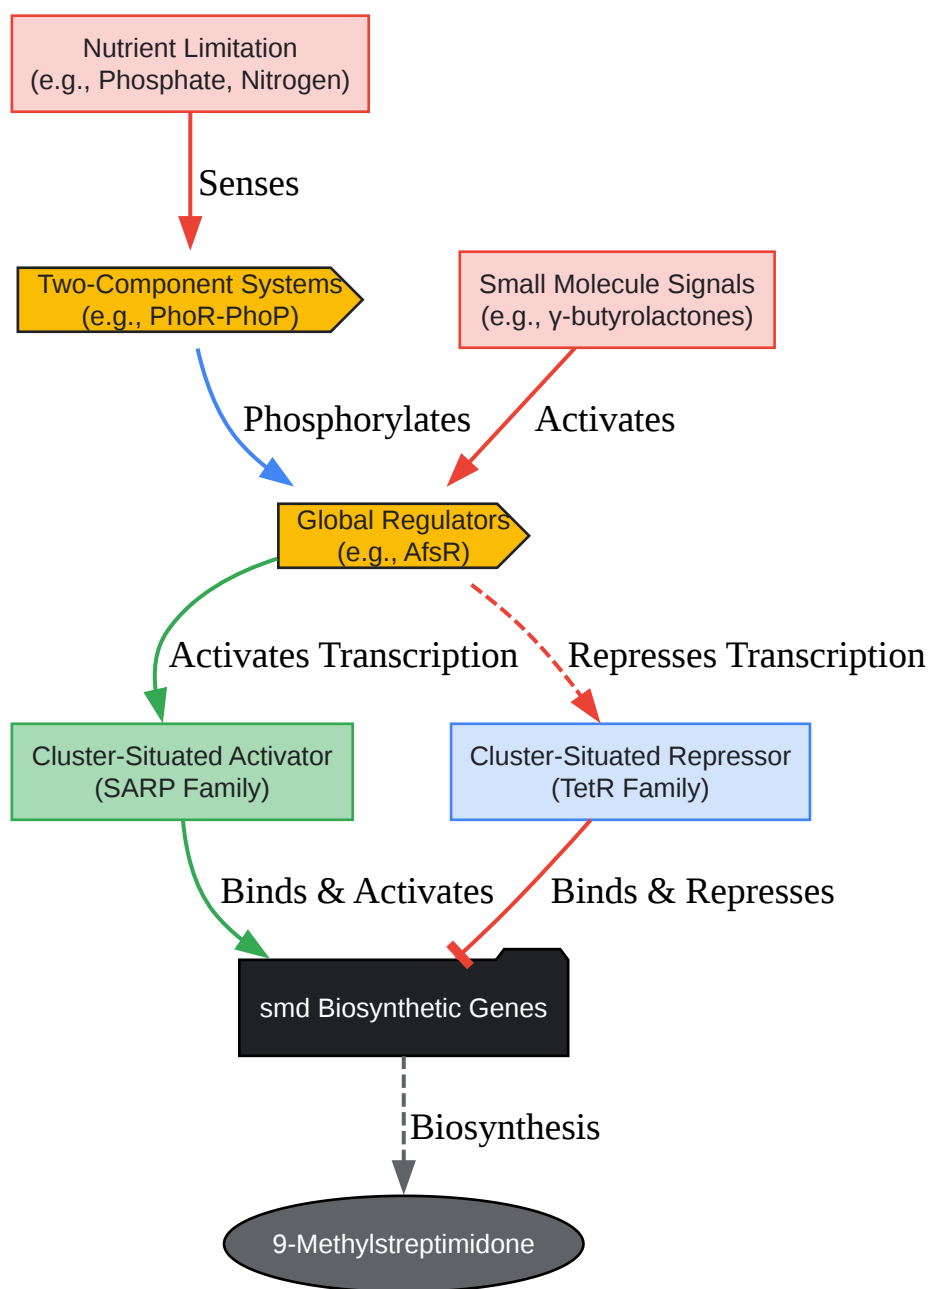 Nutrient Limitation
(e.g., Phosphate, Nitrogen)
Senses
Two-Component Systems
(e.g., PhoR-PhoP)
Small Molecule Signals
(e.g., γ-butyrolactones)
Phosphorylates
Activates
Global Regulators
(e.g., AfsR)
Activates Transcription
Represses Transcription
Cluster-Situated Activator
(SARP Family)
Cluster-Situated Repressor
(TetR Family)
Binds & Activates
Binds & Represses
smd Biosynthetic Genes
Biosynthesis
9-Methylstreptimidone